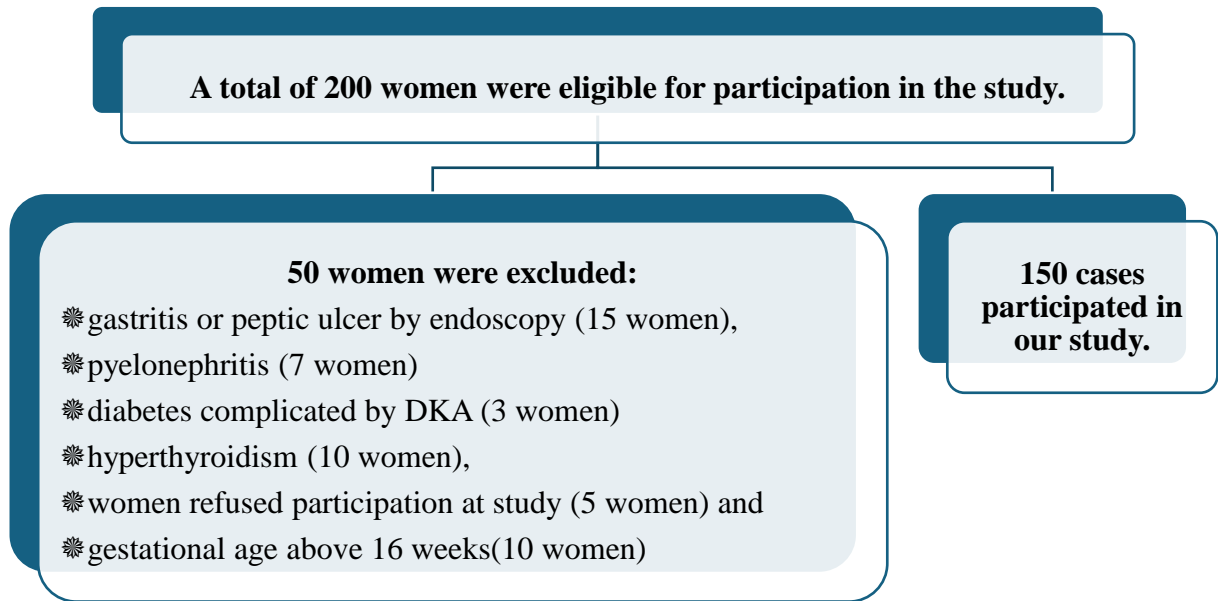 A total of 200 women were eligible for participation in the study.
50 women were excluded:
❋gastritis or peptic ulcer by endoscopy (15 women),
❋pyelonephritis (7 women)
❋diabetes complicated by DKA (3 women)
❋hyperthyroidism (10 women),
❋women refused participation at study (5 women) and
❋gestational age above 16 weeks(10 women)
150 cases
participated in
our study.